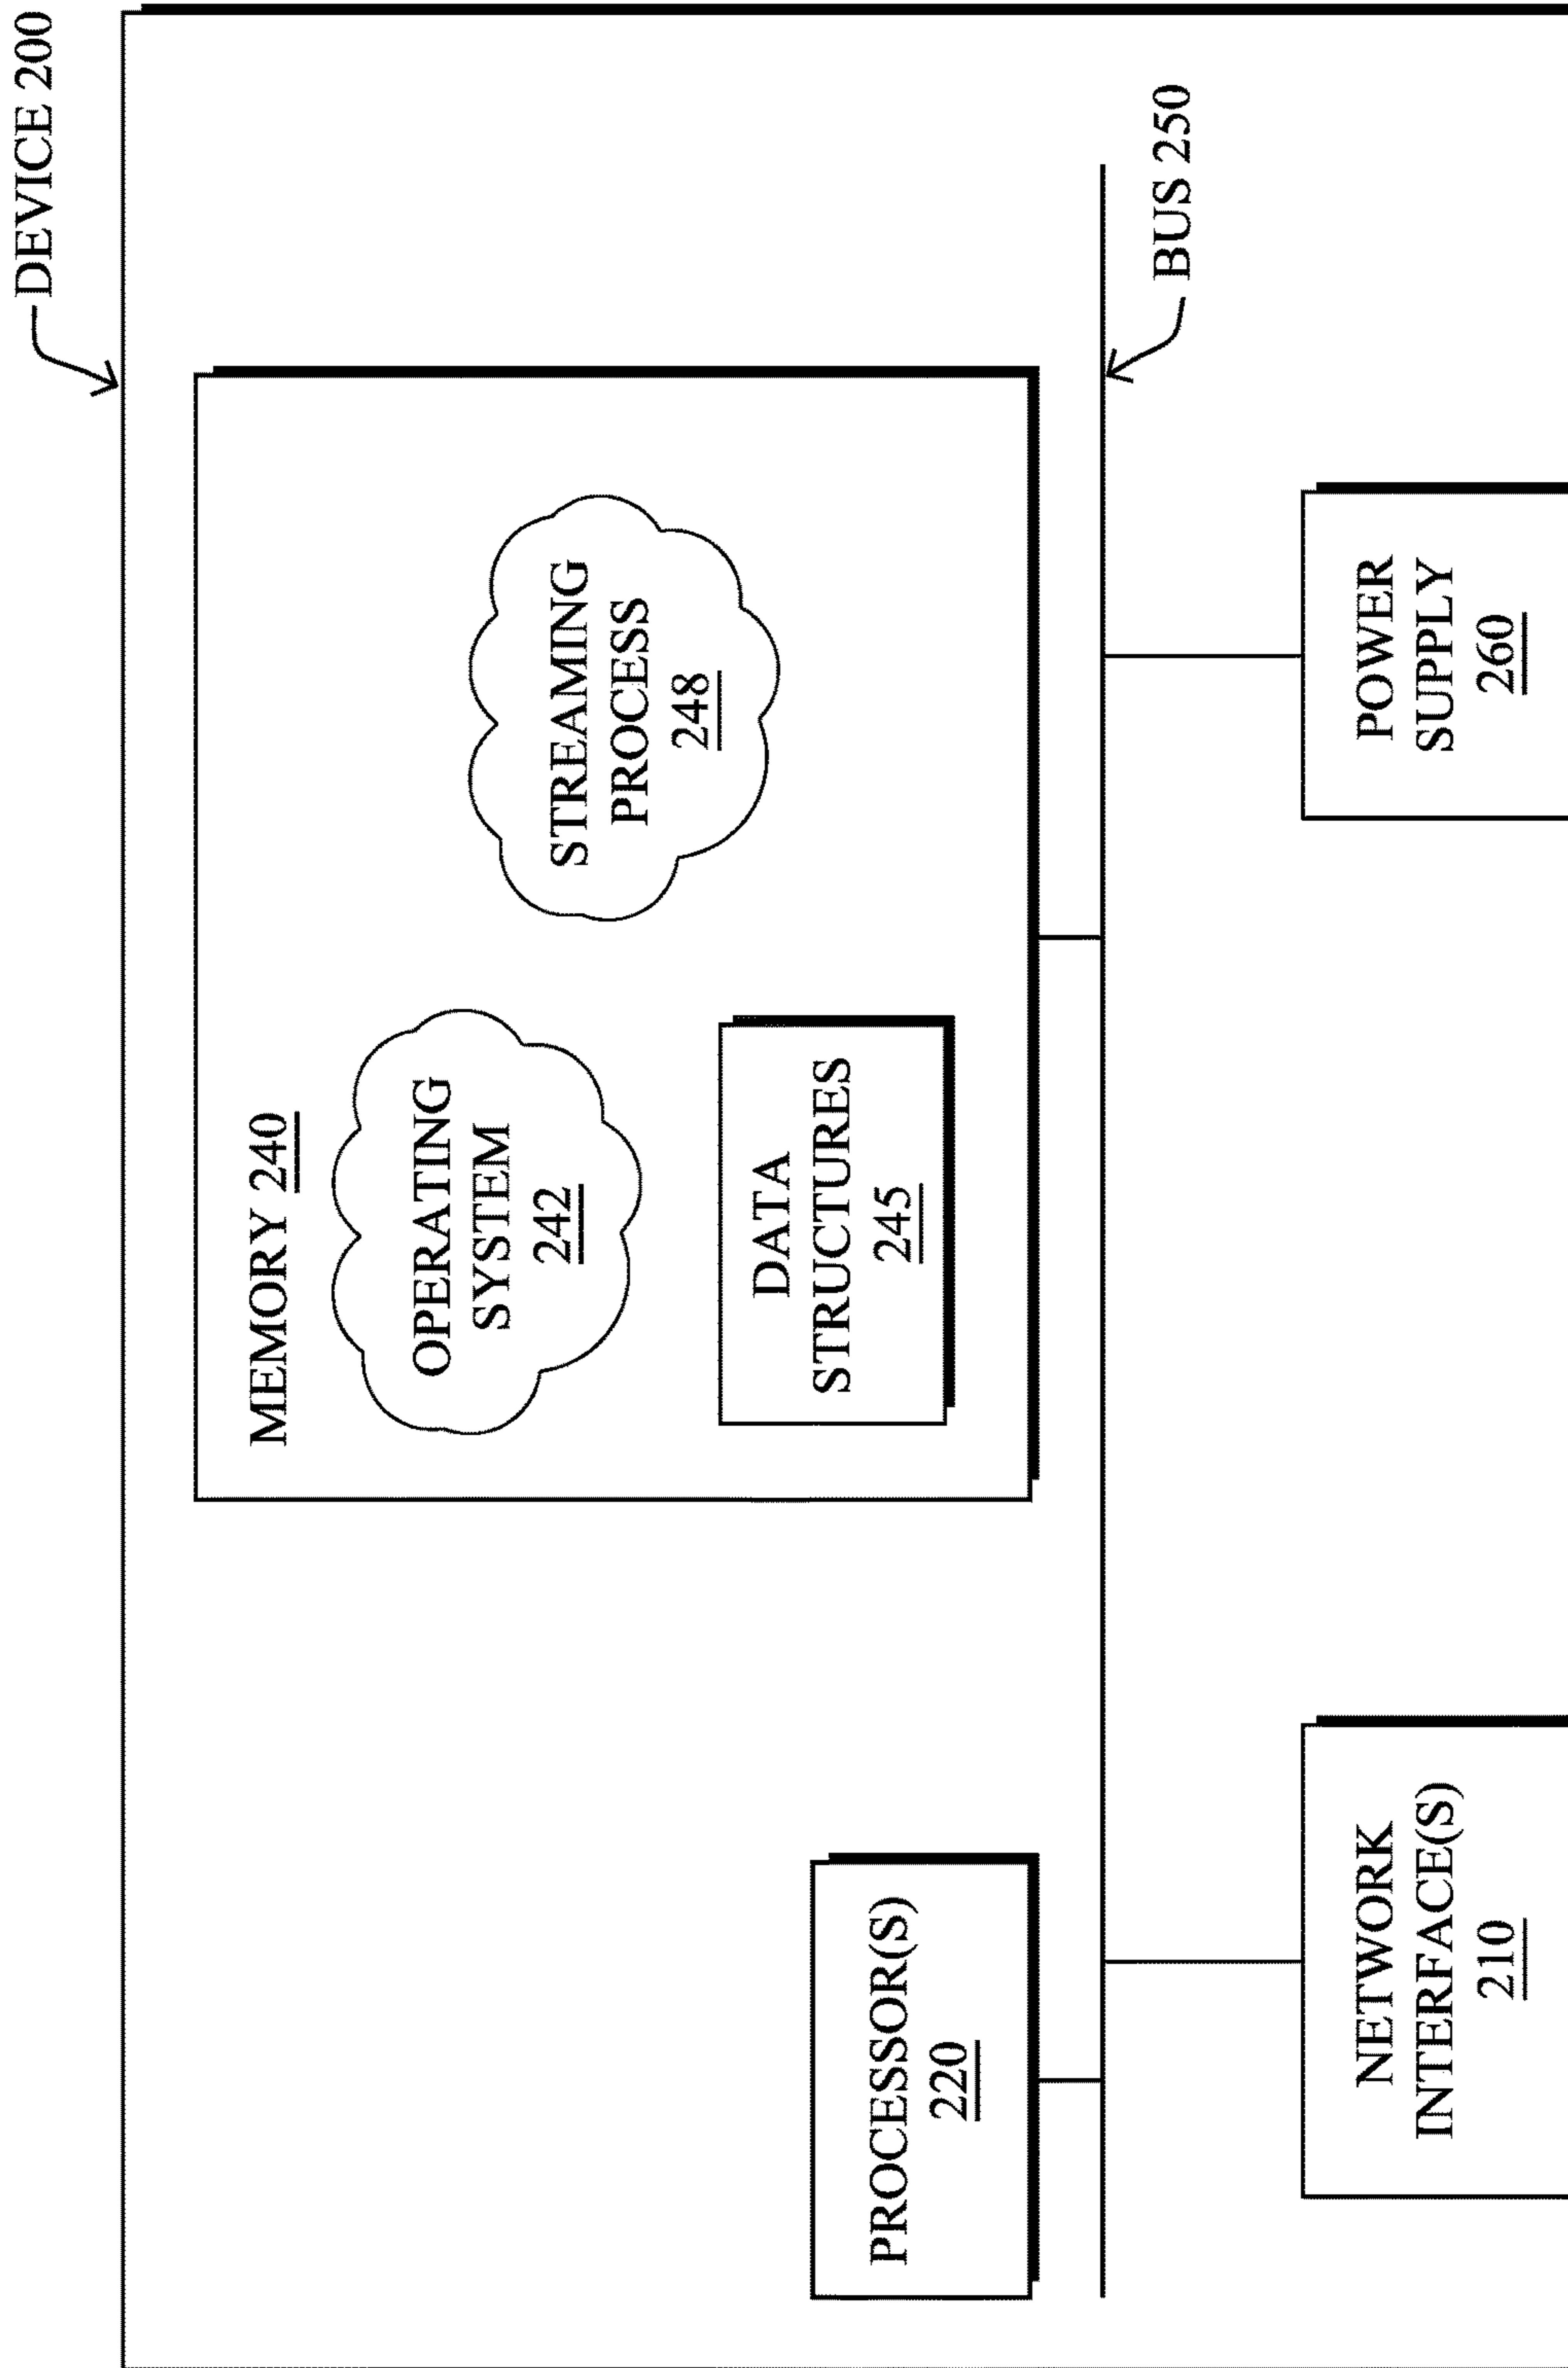 DEVICE 200
MEMORY 240
OPERATING
SYSTEM
242
STREAMING
PROCESS
248
DATA
STRUCTURES
245
PROCESSOR(S)
220
BUS 250
NETWORK
INTERFACE(S)
210
POWER
SUPPLY
260